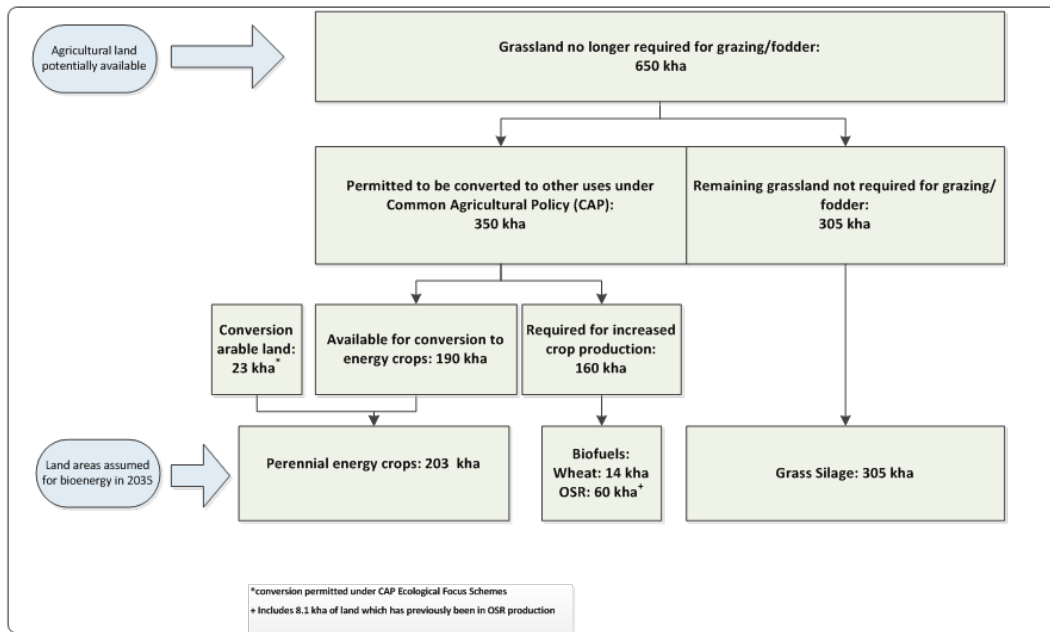 Agricultural land
potentially available
Grassland no longer required for grazing/fodder:
650 kha
Permitted to be converted to other uses under
Common Agricultural Policy (CAP):
350 kha
Remaining grassland not required for grazing/
fodder:
305 kha
Conversion
arable land:
23 kha*
Available for conversion to
energy crops: 190 kha
Required for increased
crop production:
160 kha
Land areas assumed
for bioenergy in 2035
Perennial energy crops: 203 kha
Biofuels:
Wheat: 14 kha
OSR: 60 kha+
Grass Silage: 305 kha
*conversion permitted under CAP Ecological Focus Schemes
+ Includes 8.1 kha of land which has previously been in OSR production